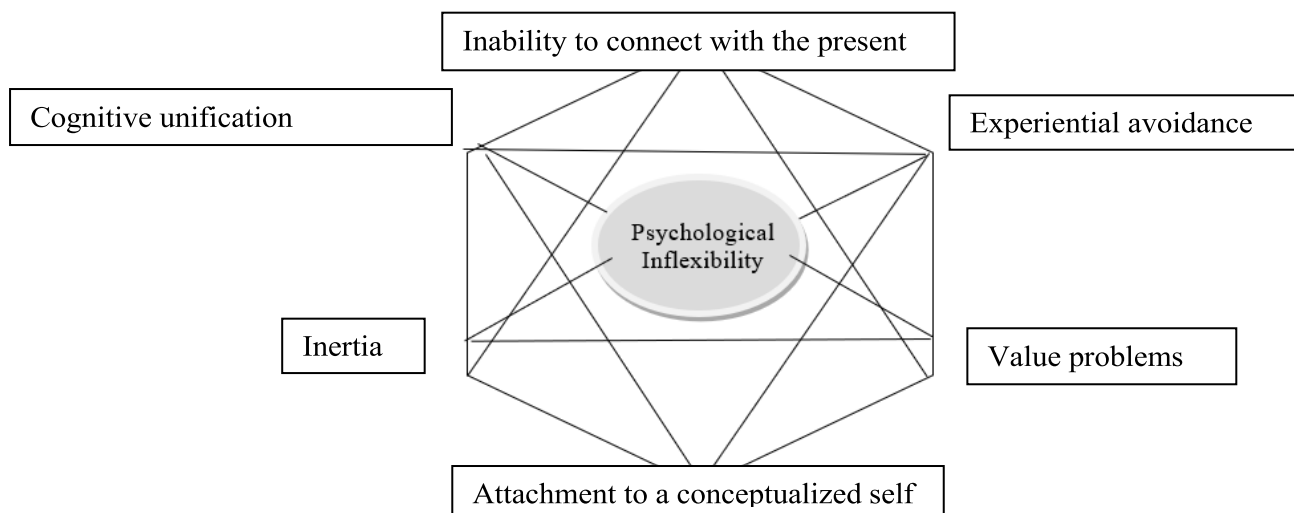 Inability to connect with the present
Cognitive unification
Experiential avoidance
Psychological
Inflexibility
Inertia
Value problems
Attachment to a conceptualized self